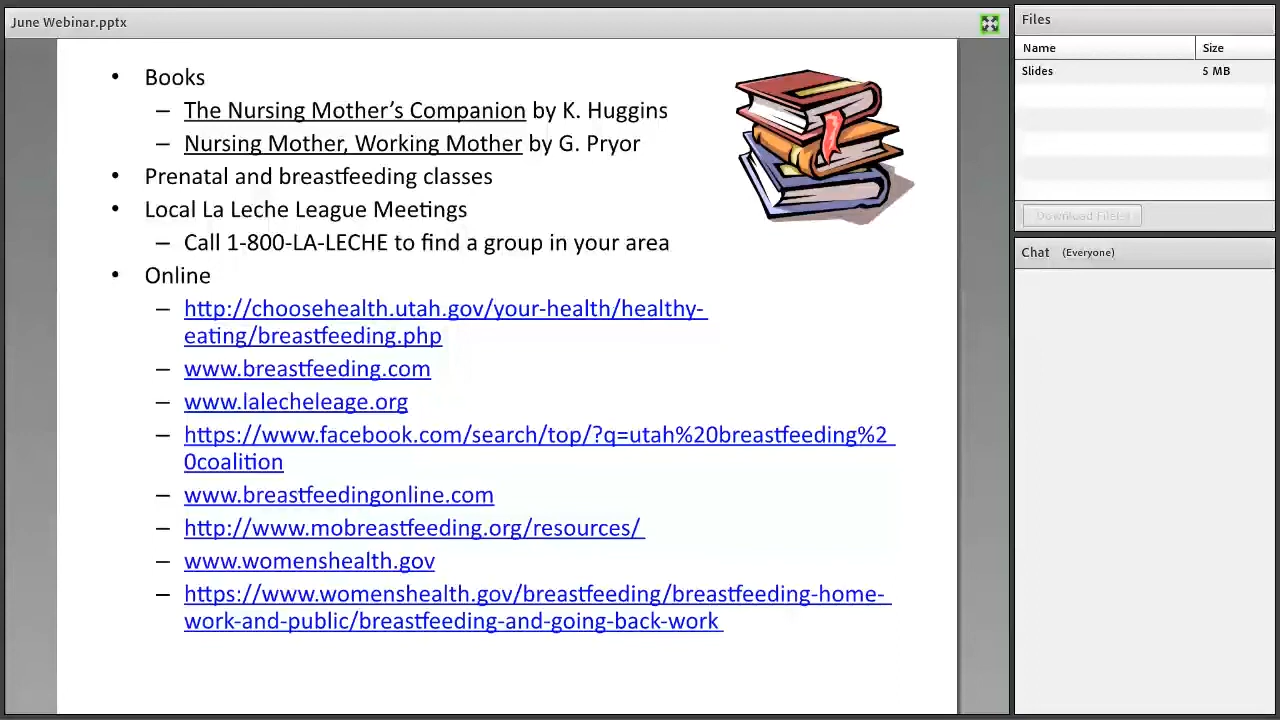 June Webinar.pptx
• Books
– The Nursing Mother’s Companion by K. Huggins
– Nursing Mother, Working Mother by G. Pryor
• Prenatal and breastfeeding classes
• Local La Leche League Meetings
– Call 1-800-LA-LECHE to find a group in your area
• Online
– http://choosehealth.utah.gov/your-health/healthy-
eating/breastfeeding.php
– www.breastfeeding.com
– www.lalecheleage.org
– https://www.facebook.com/search/top/?q=utah%20breastfeeding%2
0coalition
– www.breastfeedingonline.com
– http://www.mobreastfeeding.org/resources/
– www.womenshealth.gov
– https://www.womenshealth.gov/breastfeeding/breastfeeding-home-
work-and-public/breastfeeding-and-going-back-work
Files
Name Size
Slides 5 MB
Download File(s)
Chat (Everyone)